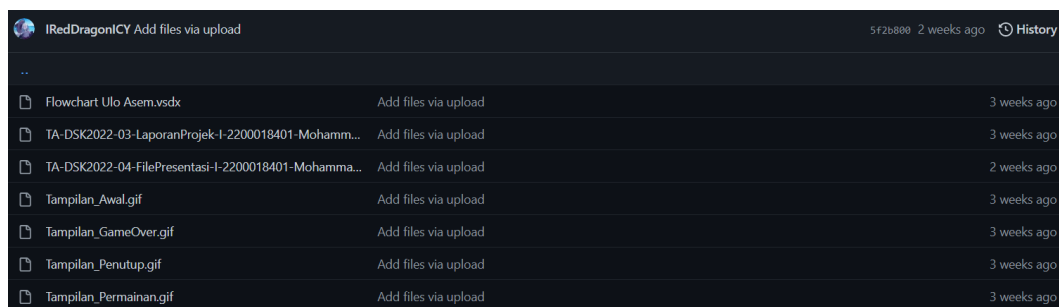 IRedDragonICY Add files via upload 5f2b800 2 weeks ago History
..
Flowchart Ulo Asem.vsdx Add files via upload 3 weeks ago
TA-DSK2022-03-LaporanProjek-I-2200018401-Mohamm... Add files via upload 3 weeks ago
TA-DSK2022-04-FilePresentasi-I-2200018401-Mohamma... Add files via upload 2 weeks ago
Tampilan_Awal.gif Add files via upload 3 weeks ago
Tampilan_GameOver.gif Add files via upload 3 weeks ago
Tampilan_Penutup.gif Add files via upload 3 weeks ago
Tampilan_Permainan.gif Add files via upload 3 weeks ago